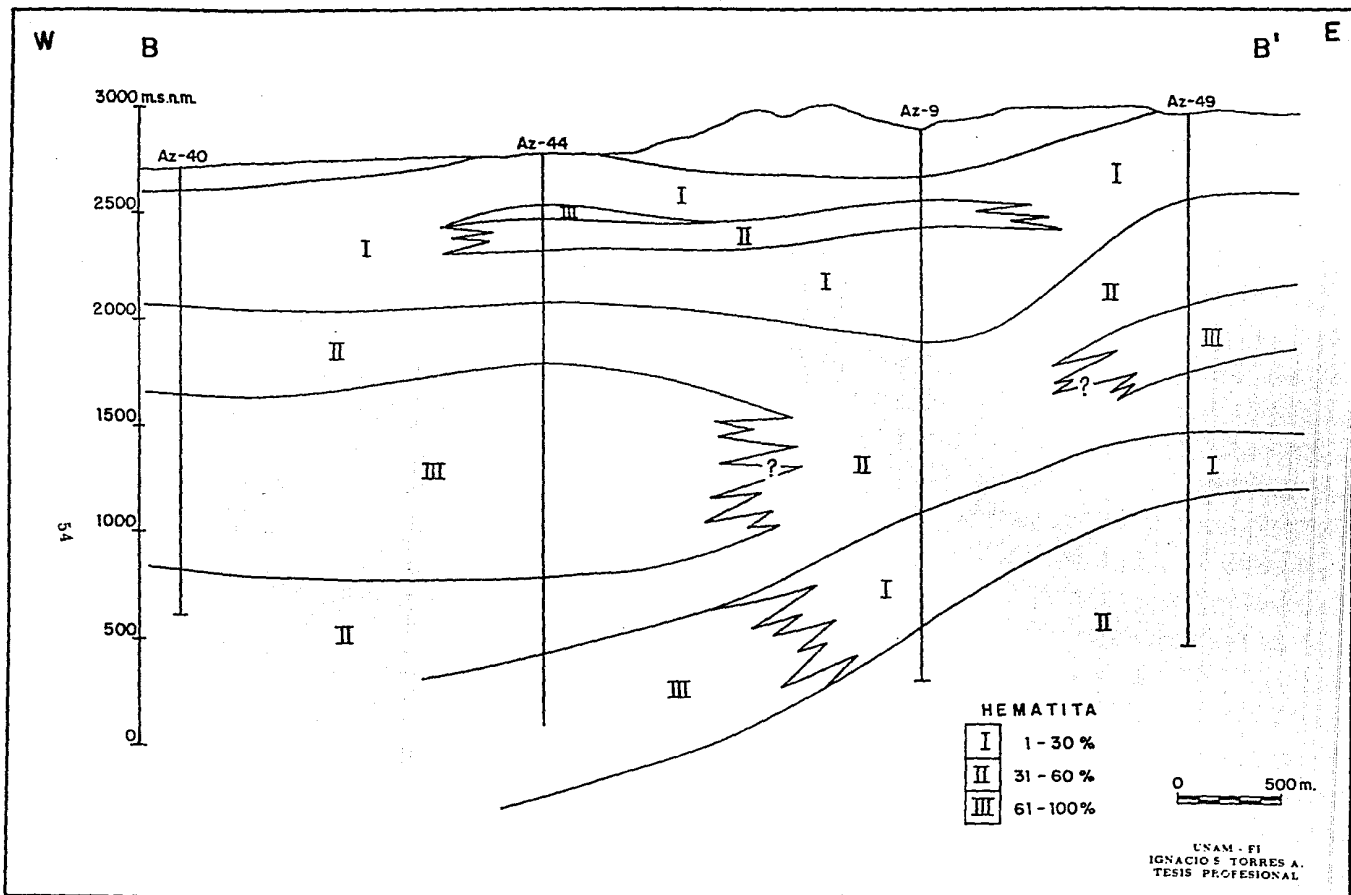 W B B' E
3000 m.s.n.m.
Az-40
Az-44
Az-9
Az-49
2500
2000
1500
1000
500
0
I
I
III
II
I
I
II
II
III
?
III
?
II
I
I
II
II
III
54
HEMATITA
I 1-30%
II 31-60%
III 61-100%
0 500 m.
UNAM - FI
IGNACIO S TORRES A.
TESIS PROFESIONAL